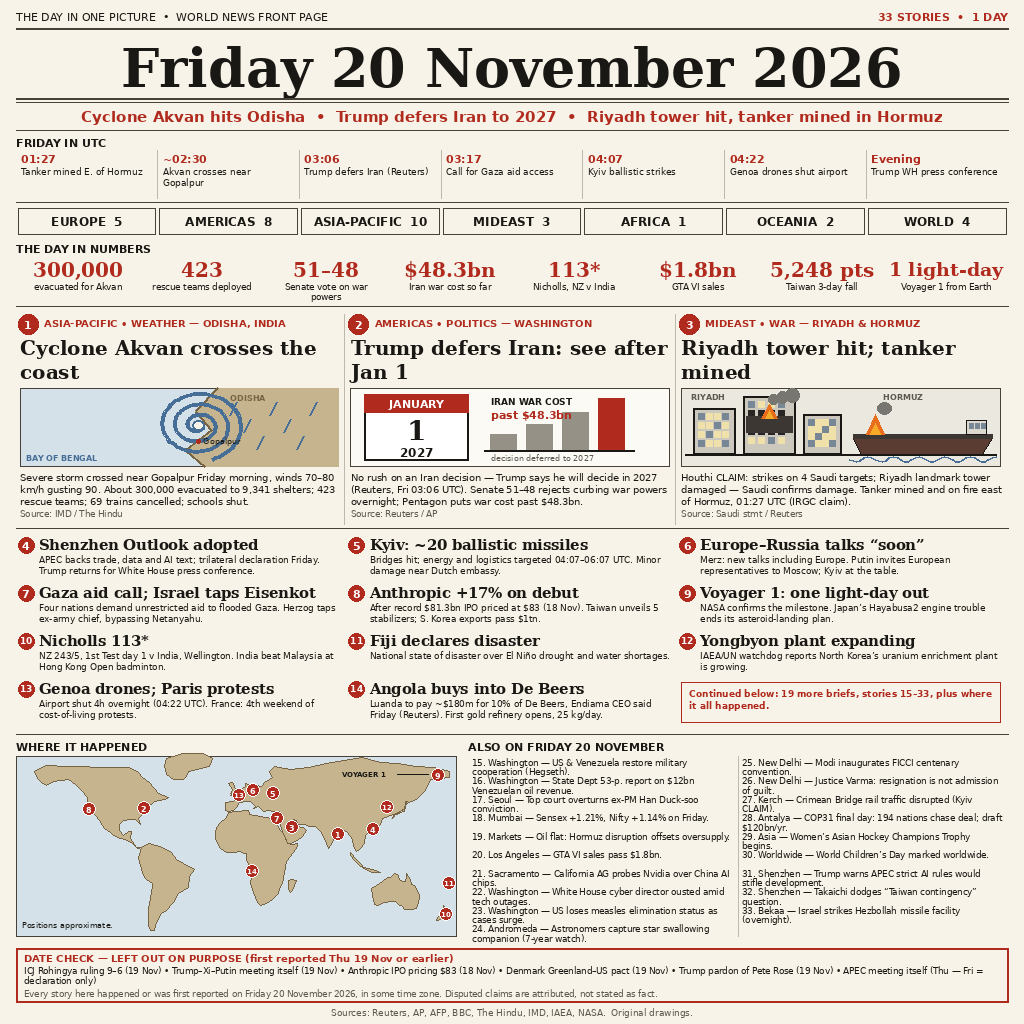 THE DAY IN ONE PICTURE • WORLD NEWS FRONT PAGE
33 STORIES • 1 DAY
Friday 20 November 2026
Cyclone Akvan hits Odisha • Trump defers Iran to 2027 • Riyadh tower hit, tanker mined in Hormuz
FRIDAY IN UTC
01:27
Tanker mined E. of Hormuz
~02:30
Akvan crosses near
Gopalpur
03:06
Trump defers Iran (Reuters)
03:17
Call for Gaza aid access
04:07
Kyiv ballistic strikes
04:22
Genoa drones shut airport
Evening
Trump WH press conference
EUROPE 5
AMERICAS 8
ASIA-PACIFIC 10
MIDEAST 3
AFRICA 1
OCEANIA 2
WORLD 4
THE DAY IN NUMBERS
300,000
evacuated for Akvan
423
rescue teams deployed
51–48
Senate vote on war
powers
$48.3bn
Iran war cost so far
113*
Nicholls, NZ v India
$1.8bn
GTA VI sales
5,248 pts
Taiwan 3-day fall
1 light-day
Voyager 1 from Earth
1
ASIA-PACIFIC • WEATHER — ODISHA, INDIA
Cyclone Akvan crosses the
coast
ODISHA
Gopalpur
BAY OF BENGAL
Severe storm crossed near Gopalpur Friday morning, winds 70–80
km/h gusting 90. About 300,000 evacuated to 9,341 shelters; 423
rescue teams; 69 trains cancelled; schools shut.
Source: IMD / The Hindu
2
AMERICAS • POLITICS — WASHINGTON
Trump defers Iran: see after
Jan 1
JANUARY
1
2027
IRAN WAR COST
past $48.3bn
decision deferred to 2027
No rush on an Iran decision — Trump says he will decide in 2027
(Reuters, Fri 03:06 UTC). Senate 51–48 rejects curbing war powers
overnight; Pentagon puts war cost past $48.3bn.
Source: Reuters / AP
3
MIDEAST • WAR — RIYADH & HORMUZ
Riyadh tower hit; tanker
mined
RIYADH
HORMUZ
Houthi CLAIM: strikes on 4 Saudi targets; Riyadh landmark tower
damaged — Saudi confirms damage. Tanker mined and on fire east
of Hormuz, 01:27 UTC (IRGC claim).
Source: Saudi stmt / Reuters
4
Shenzhen Outlook adopted
APEC backs trade, data and AI text; trilateral declaration Friday.
Trump returns for White House press conference.
5
Kyiv: ~20 ballistic missiles
Bridges hit; energy and logistics targeted 04:07–06:07 UTC. Minor
damage near Dutch embassy.
6
Europe–Russia talks “soon”
Merz: new talks including Europe. Putin invites European
representatives to Moscow; Kyiv at the table.
7
Gaza aid call; Israel taps Eisenkot
Four nations demand unrestricted aid to flooded Gaza. Herzog taps
ex-army chief, bypassing Netanyahu.
8
Anthropic +17% on debut
After record $81.3bn IPO priced at $83 (18 Nov). Taiwan unveils 5
stabilizers; S. Korea exports pass $1tn.
9
Voyager 1: one light-day out
NASA confirms the milestone. Japan’s Hayabusa2 engine trouble
ends its asteroid-landing plan.
10
Nicholls 113*
NZ 243/5, 1st Test day 1 v India, Wellington. India beat Malaysia at
Hong Kong Open badminton.
11
Fiji declares disaster
National state of disaster over El Niño drought and water shortages.
12
Yongbyon plant expanding
IAEA/UN watchdog reports North Korea’s uranium enrichment plant
is growing.
13
Genoa drones; Paris protests
Airport shut 4h overnight (04:22 UTC). France: 4th weekend of
cost-of-living protests.
14
Angola buys into De Beers
Luanda to pay ~$180m for 10% of De Beers, Endiama CEO said
Friday (Reuters). First gold refinery opens, 25 kg/day.
Continued below: 19 more briefs, stories 15–33, plus where
it all happened.
WHERE IT HAPPENED
VOYAGER 1
9
13
6
5
8
2
12
7
3
1
4
14
11
10
Positions approximate.
ALSO ON FRIDAY 20 NOVEMBER
15. Washington — US & Venezuela restore military
cooperation (Hegseth).
16. Washington — State Dept 53-p. report on $12bn
Venezuelan oil revenue.
17. Seoul — Top court overturns ex-PM Han Duck-soo
conviction.
18. Mumbai — Sensex +1.21%, Nifty +1.14% on Friday.
19. Markets — Oil flat: Hormuz disruption offsets oversupply.
20. Los Angeles — GTA VI sales pass $1.8bn.
21. Sacramento — California AG probes Nvidia over China AI
chips.
22. Washington — White House cyber director ousted amid
tech outages.
23. Washington — US loses measles elimination status as
cases surge.
24. Andromeda — Astronomers capture star swallowing
companion (7-year watch).
25. New Delhi — Modi inaugurates FICCI centenary
convention.
26. New Delhi — Justice Varma: resignation is not admission
of guilt.
27. Kerch — Crimean Bridge rail traffic disrupted (Kyiv
CLAIM).
28. Antalya — COP31 final day: 194 nations chase deal; draft
$120bn/yr.
29. Asia — Women’s Asian Hockey Champions Trophy
begins.
30. Worldwide — World Children’s Day marked worldwide.
31. Shenzhen — Trump warns APEC strict AI rules would
stifle development.
32. Shenzhen — Takaichi dodges “Taiwan contingency”
question.
33. Bekaa — Israel strikes Hezbollah missile facility
(overnight).
DATE CHECK — LEFT OUT ON PURPOSE (first reported Thu 19 Nov or earlier)
ICJ Rohingya ruling 9–6 (19 Nov) • Trump–Xi–Putin meeting itself (19 Nov) • Anthropic IPO pricing $83 (18 Nov) • Denmark Greenland–US pact (19 Nov) • Trump pardon of Pete Rose (19 Nov) • APEC meeting itself (Thu — Fri =
declaration only)
Every story here happened or was first reported on Friday 20 November 2026, in some time zone. Disputed claims are attributed, not stated as fact.
Sources: Reuters, AP, AFP, BBC, The Hindu, IMD, IAEA, NASA. Original drawings.